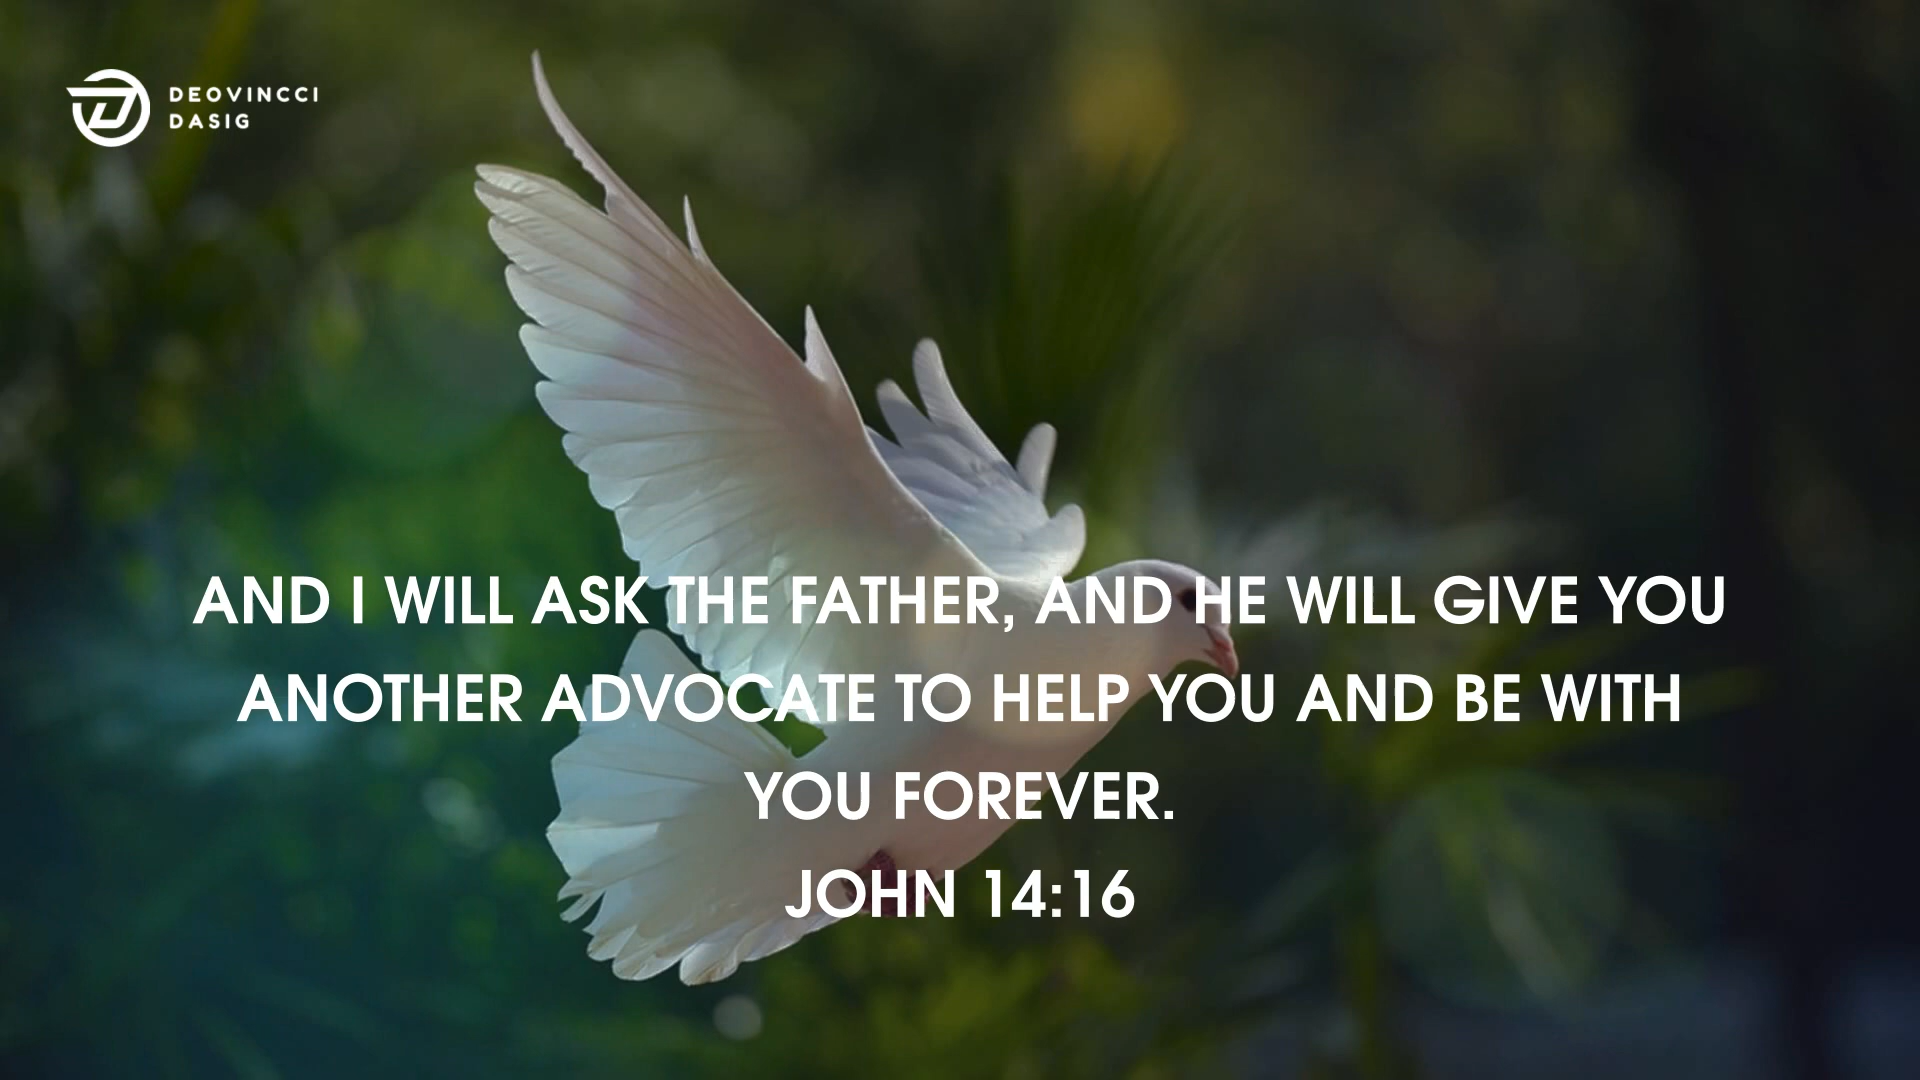 DEOVINCCI
DASIG
AND I WILL ASK THE FATHER, AND HE WILL GIVE YOU
ANOTHER ADVOCATE TO HELP YOU AND BE WITH
YOU FOREVER.
JOHN 14:16